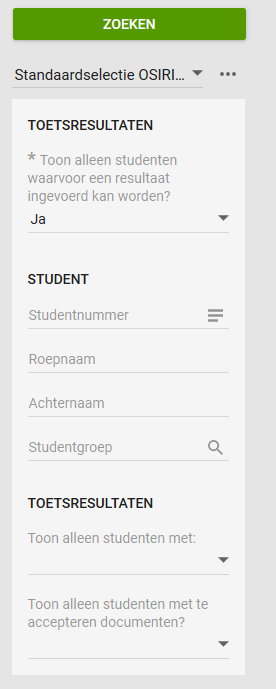 ZOEKEN
Standaardselectie OSIRI...
TOETSRESULTATEN
* Toon alleen studenten
waarvoor een resultaat
ingevoerd kan worden?
Ja
STUDENT
Studentnummer
Roepnaam
Achternaam
Studentgroep
TOETSRESULTATEN
Toon alleen studenten met:
Toon alleen studenten met te
accepteren documenten?